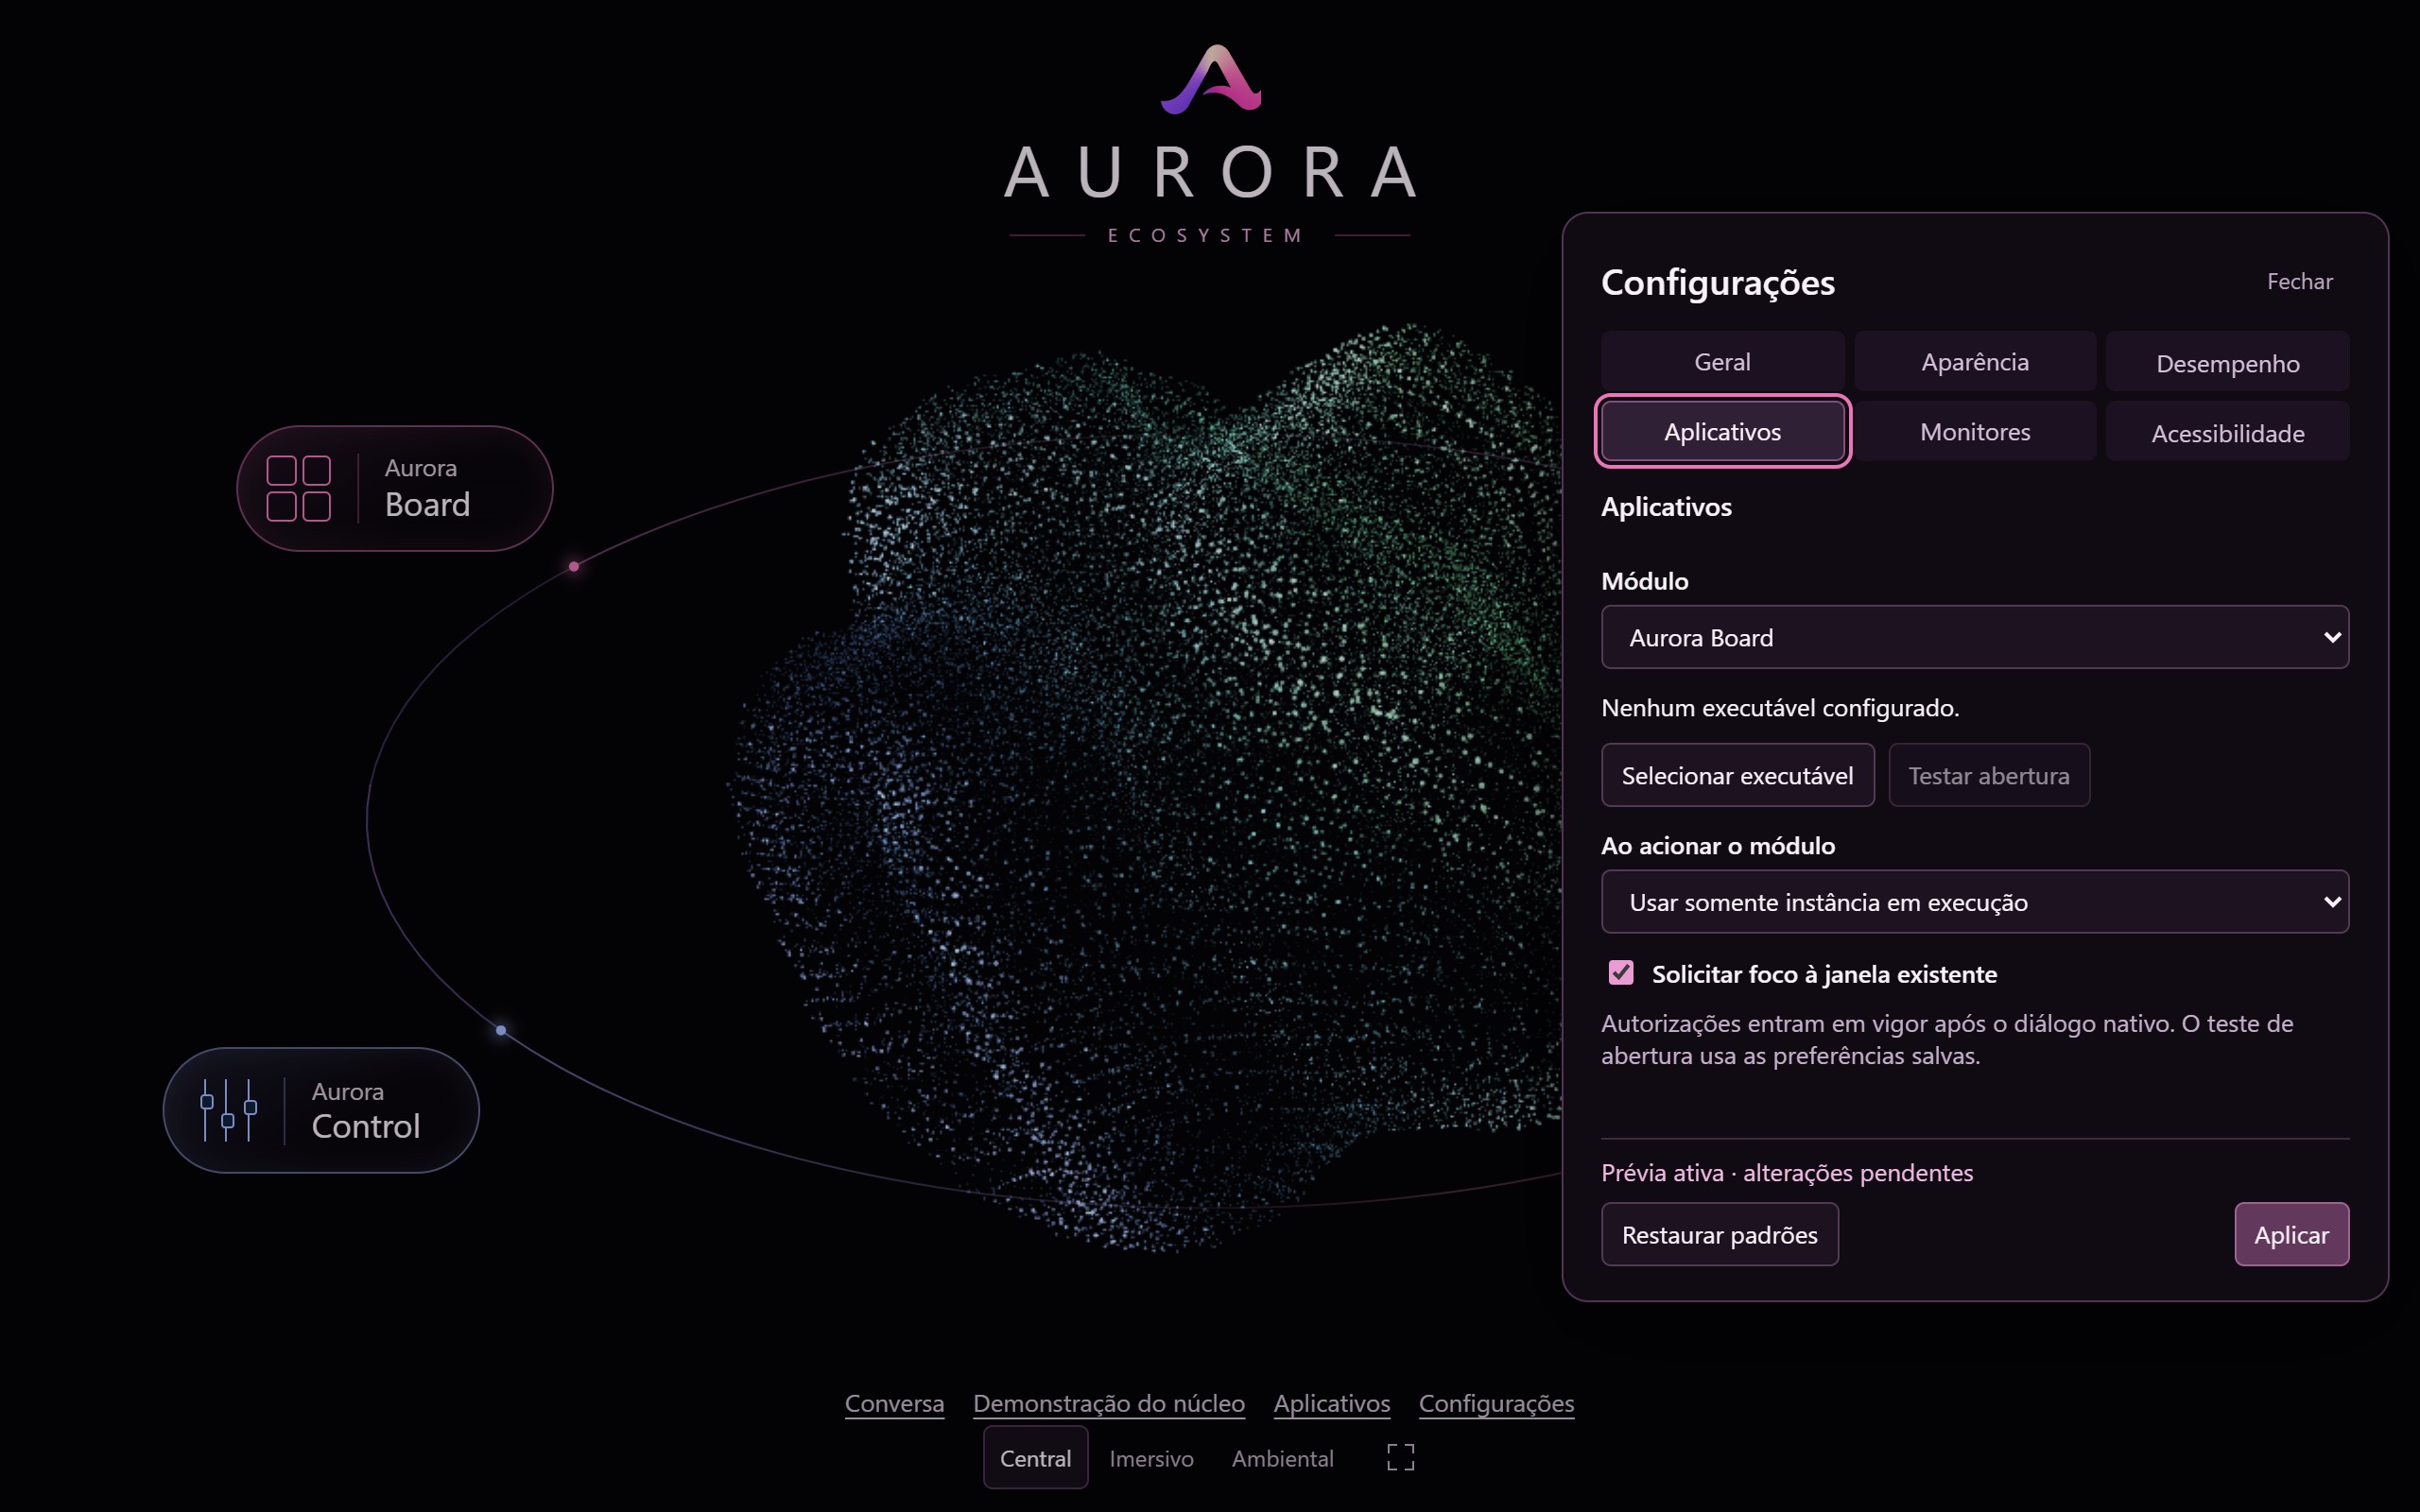 AURORA
ECOSYSTEM
Aurora
Board
Aurora
Control
Configurações
Fechar
Geral
Aparência
Desempenho
Aplicativos
Monitores
Acessibilidade
Aplicativos
Módulo
Aurora Board
Nenhum executável configurado.
Selecionar executável
Testar abertura
Ao acionar o módulo
Usar somente instância em execução
Solicitar foco à janela existente
Autorizações entram em vigor após o diálogo nativo. O teste de
abertura usa as preferências salvas.
Prévia ativa · alterações pendentes
Restaurar padrões
Aplicar
Conversa
Demonstração do núcleo
Aplicativos
Configurações
Central
Imersivo
Ambiental